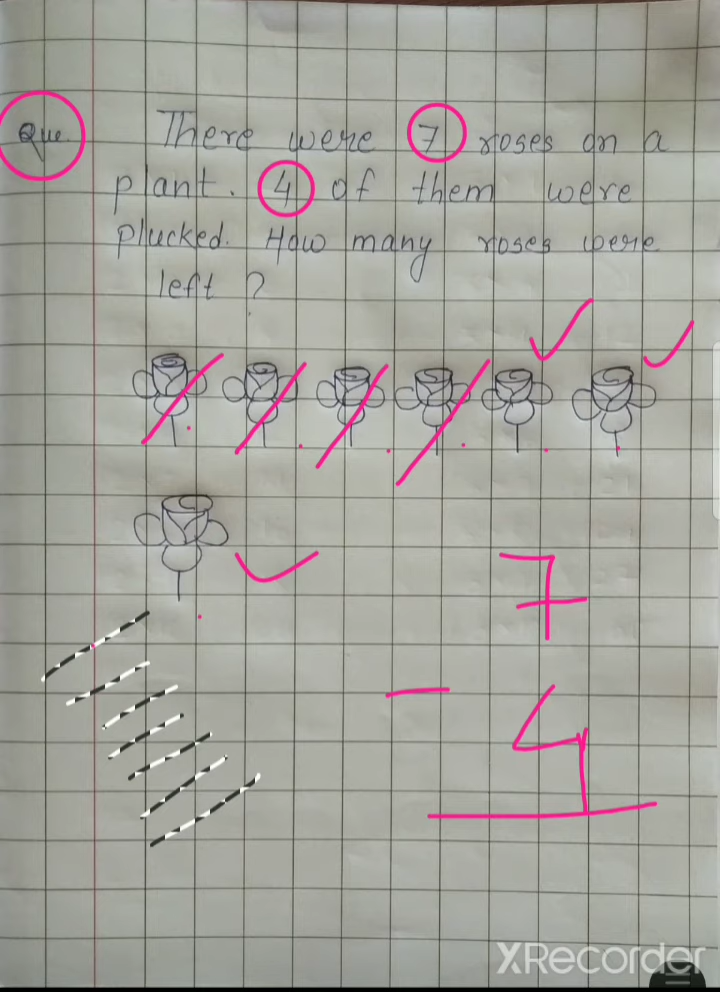 Que.
There were 7 roses on a
plant. 4 of them were
plucked. How many roses were
left ?
7
- 4
XRecorder